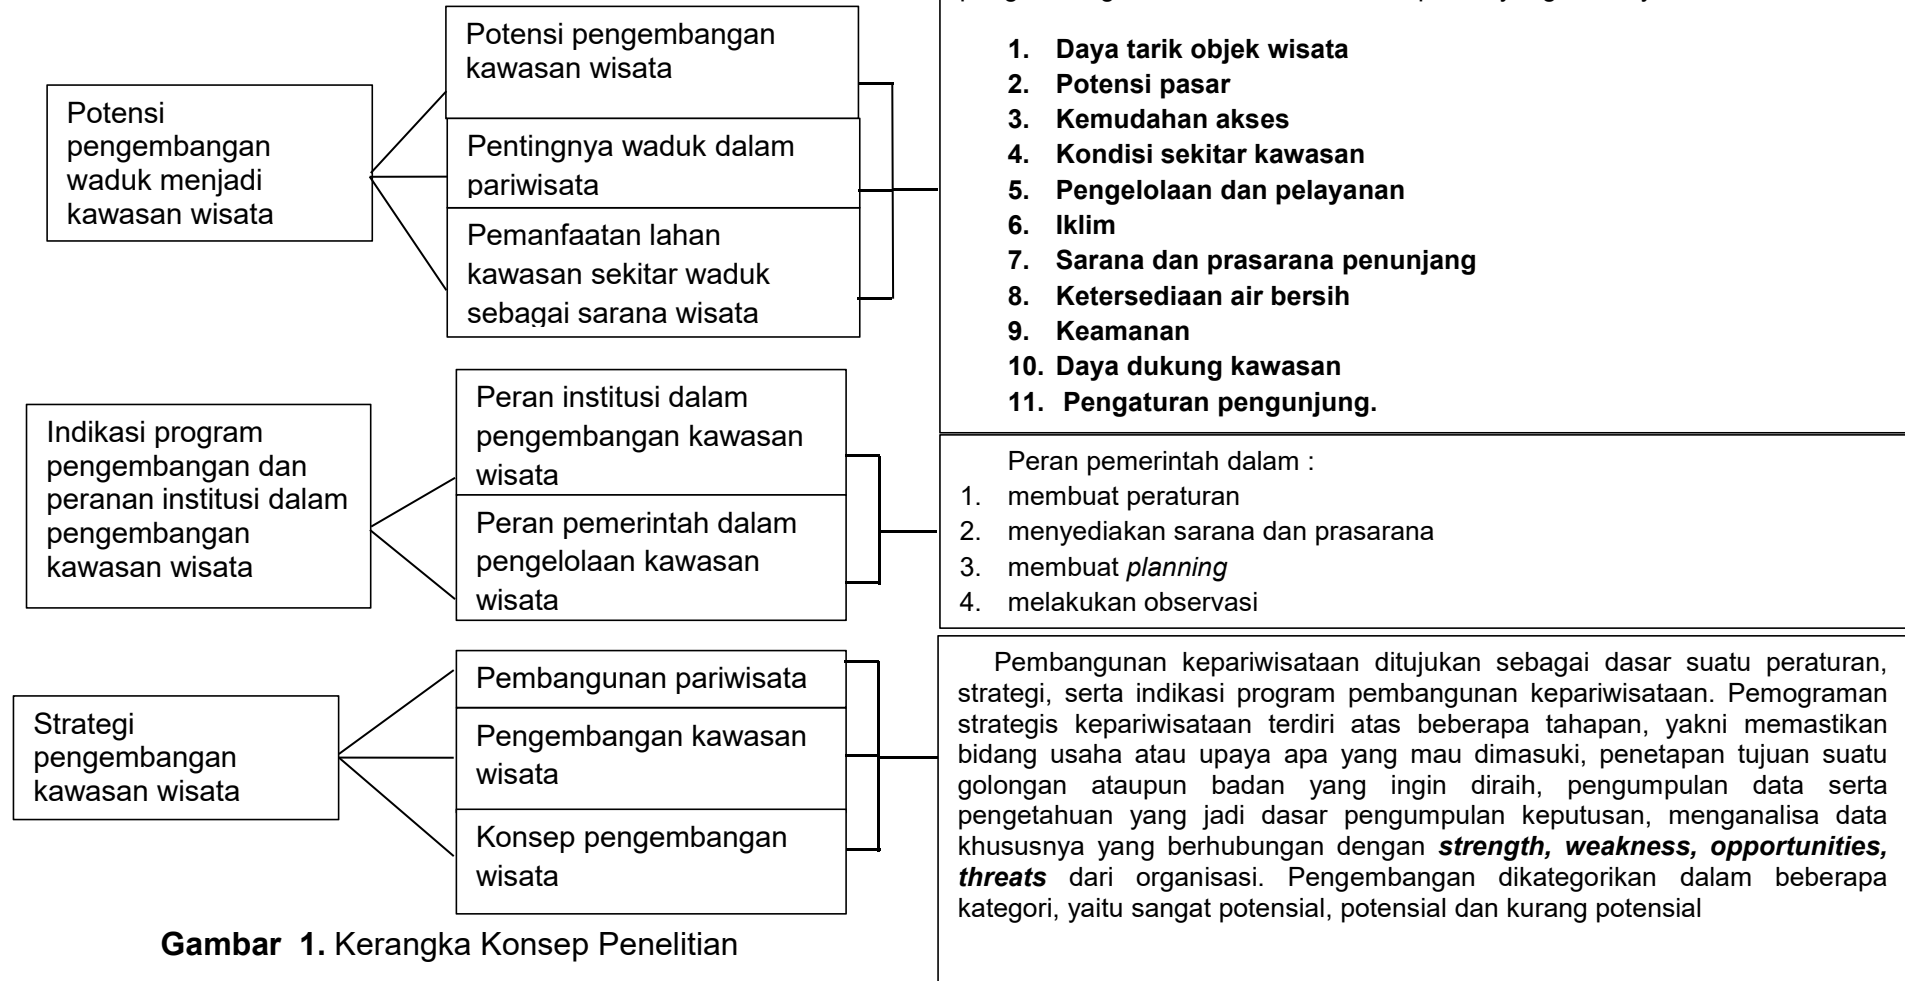 Potensi
pengembangan
waduk menjadi
kawasan wisata
Potensi pengembangan
kawasan wisata
Pentingnya waduk dalam
pariwisata
Pemanfaatan lahan
kawasan sekitar waduk
sebagai sarana wisata
1. Daya tarik objek wisata
2. Potensi pasar
3. Kemudahan akses
4. Kondisi sekitar kawasan
5. Pengelolaan dan pelayanan
6. Iklim
7. Sarana dan prasarana penunjang
8. Ketersediaan air bersih
9. Keamanan
10. Daya dukung kawasan
11. Pengaturan pengunjung.
Indikasi program
pengembangan dan
peranan institusi dalam
pengembangan
kawasan wisata
Peran institusi dalam
pengembangan kawasan
wisata
Peran pemerintah dalam
pengelolaan kawasan
wisata
Peran pemerintah dalam :
1. membuat peraturan
2. menyediakan sarana dan prasarana
3. membuat planning
4. melakukan observasi
Strategi
pengembangan
kawasan wisata
Pembangunan pariwisata
Pengembangan kawasan
wisata
Konsep pengembangan
wisata
Pembangunan kepariwisataan ditujukan sebagai dasar suatu peraturan,
strategi, serta indikasi program pembangunan kepariwisataan. Pemograman
strategis kepariwisataan terdiri atas beberapa tahapan, yakni memastikan
bidang usaha atau upaya apa yang mau dimasuki, penetapan tujuan suatu
golongan ataupun badan yang ingin diraih, pengumpulan data serta
pengetahuan yang jadi dasar pengumpulan keputusan, menganalisa data
khususnya yang berhubungan dengan strength, weakness, opportunities,
threats dari organisasi. Pengembangan dikategorikan dalam beberapa
kategori, yaitu sangat potensial, potensial dan kurang potensial
Gambar 1. Kerangka Konsep Penelitian